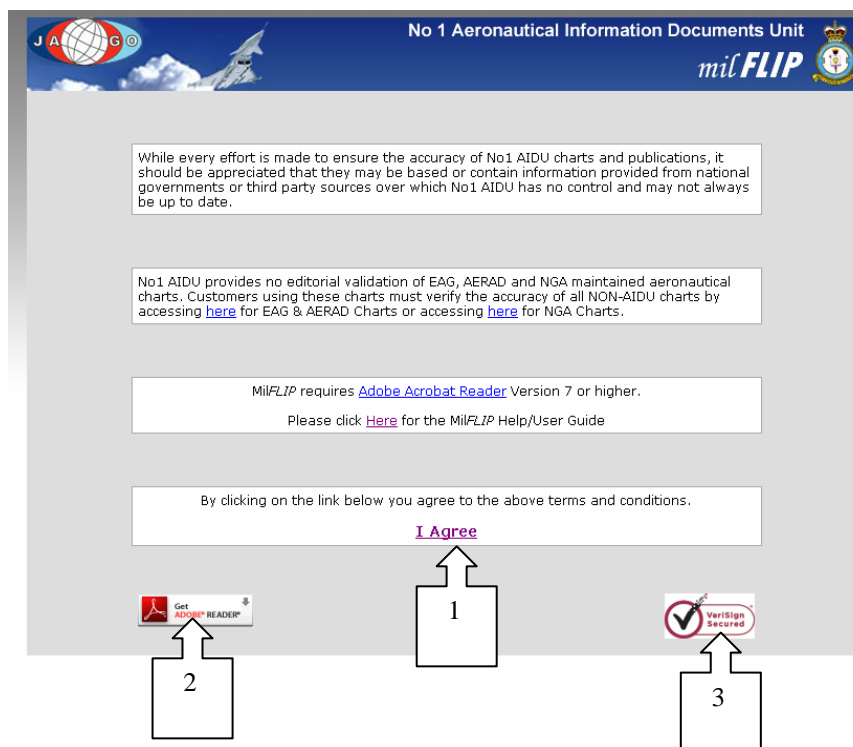 J A G O
No 1 Aeronautical Information Documents Unit
mil FLIP
While every effort is made to ensure the accuracy of No1 AIDU charts and publications, it
should be appreciated that they may be based or contain information provided from national
governments or third party sources over which No1 AIDU has no control and may not always
be up to date.
No1 AIDU provides no editorial validation of EAG, AERAD and NGA maintained aeronautical
charts. Customers using these charts must verify the accuracy of all NON-AIDU charts by
accessing here for EAG & AERAD Charts or accessing here for NGA Charts.
MilFLIP requires Adobe Acrobat Reader Version 7 or higher.
Please click Here for the MilFLIP Help/User Guide
By clicking on the link below you agree to the above terms and conditions.
I Agree
Get
ADOBE® READER®
VeriSign
Secured
1
2
3